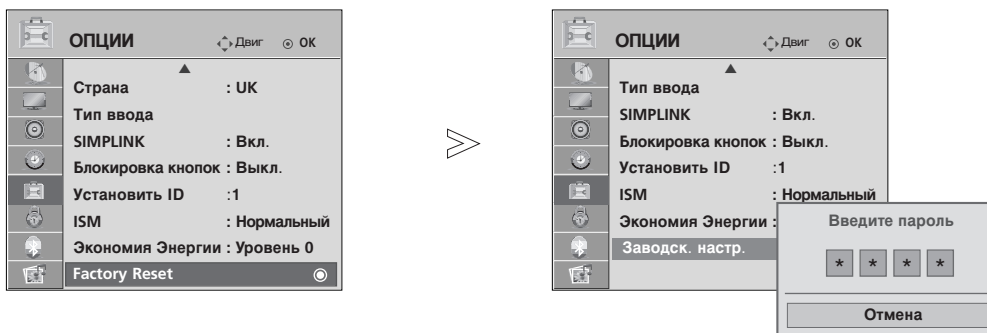 ОПЦИИ Двиг ОК
Страна : UK
Тип ввода
SIMPLINK : Вкл.
Блокировка кнопок : Выкл.
Установить ID :1
ISM : Нормальный
Экономия Энергии : Уровень 0
Factory Reset
ОПЦИИ Двиг ОК
Тип ввода
SIMPLINK : Вкл.
Блокировка кнопок : Выкл.
Установить ID :1
ISM : Нормальный
Экономия Энергии :
Заводск. настр.
Введите пароль
* * * *
Отмена